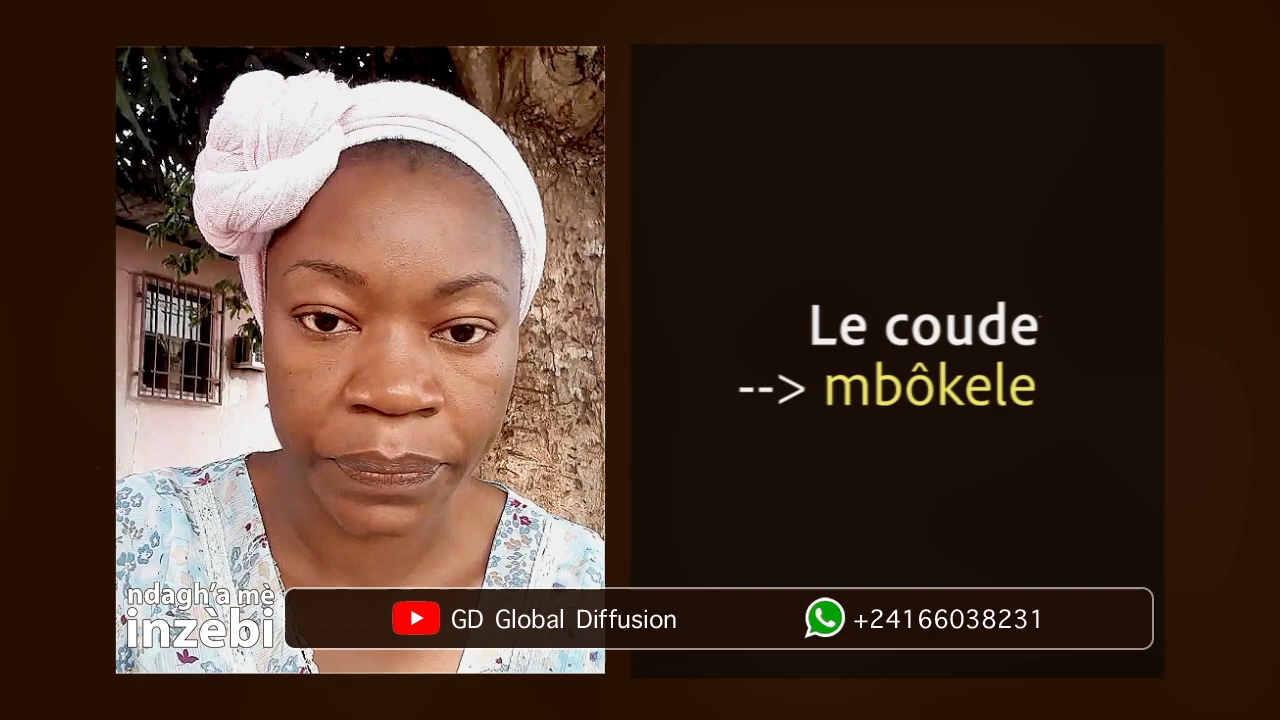 Le coude
--> mbôkele
ndagh'a mè
inzèbi
GD Global Diffusion
+24166038231